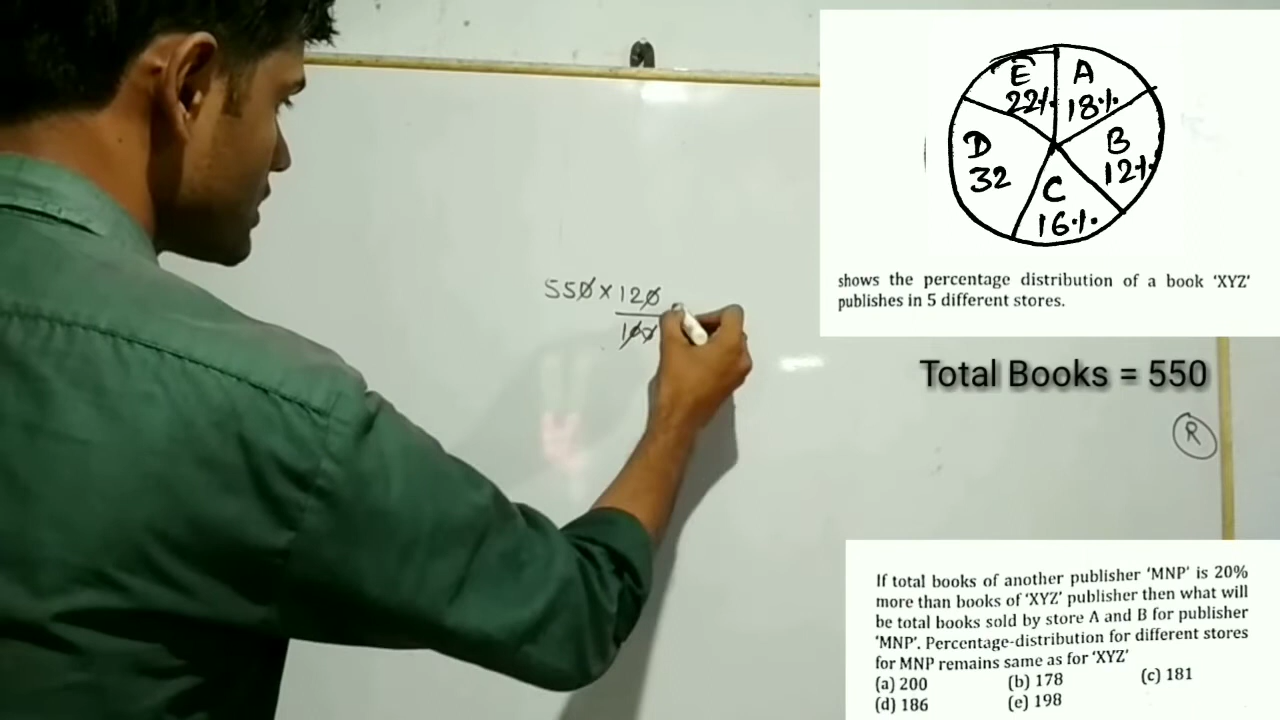 E
22%
A
18%
B
12%
C
16%
D
32
shows the percentage distribution of a book 'XYZ'
publishes in 5 different stores.
550 × 120
100
Total Books = 550
R
If total books of another publisher 'MNP' is 20%
more than books of 'XYZ' publisher then what will
be total books sold by store A and B for publisher
'MNP'. Percentage-distribution for different stores
for MNP remains same as for 'XYZ'
(a) 200 (b) 178 (c) 181
(d) 186 (e) 198